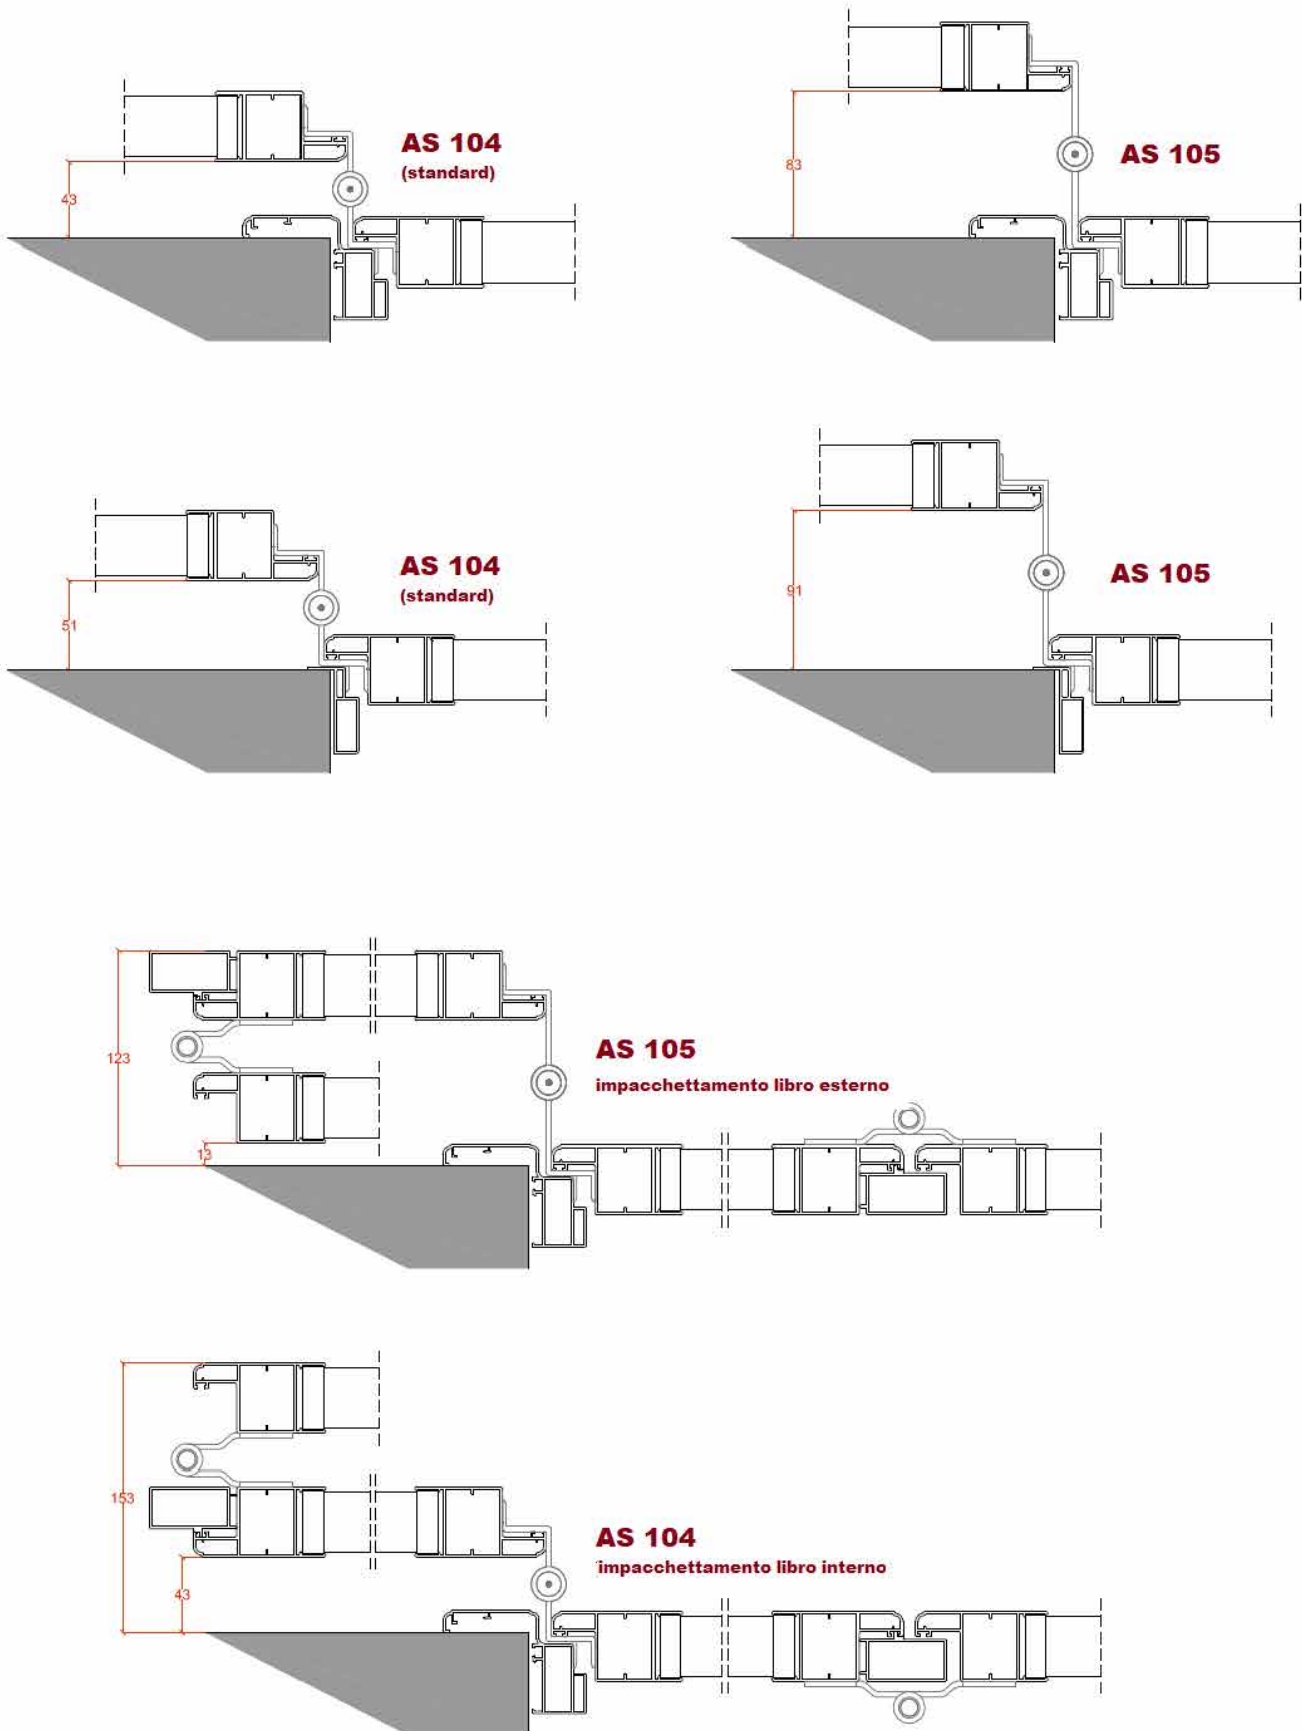 AS 104
(standard)
43
AS 105
83
AS 104
(standard)
51
AS 105
91
AS 105
impacchettamento libro esterno
123
13
AS 104
impacchettamento libro interno
153
43